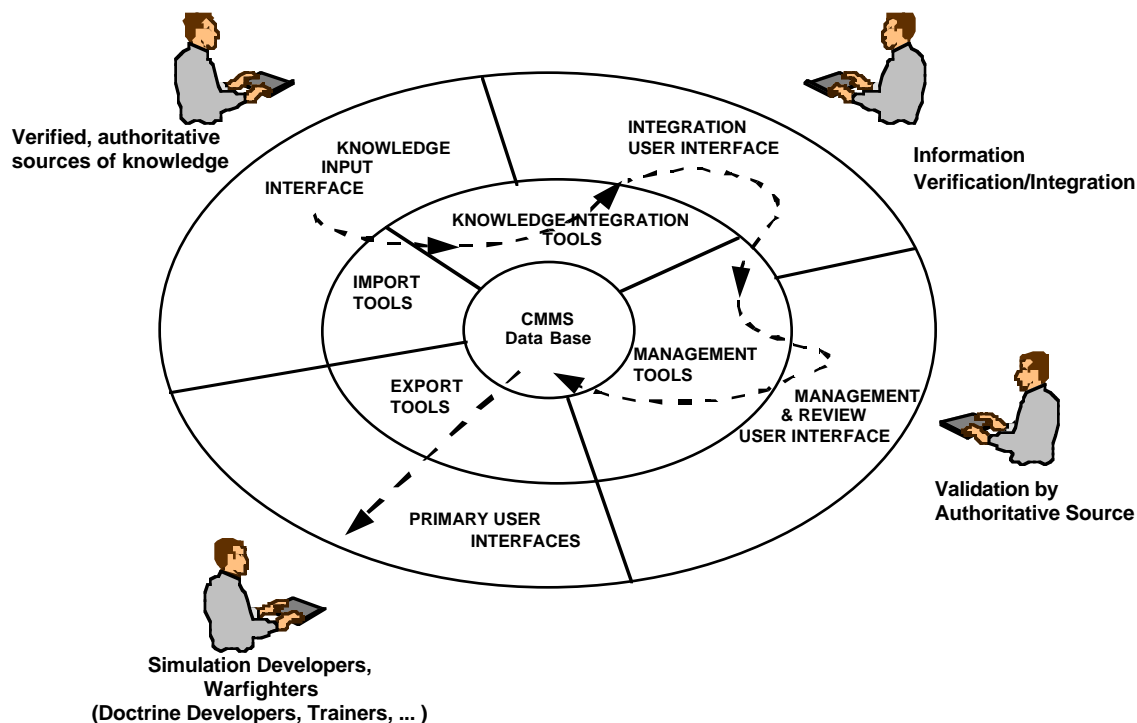 Verified, authoritative
sources of knowledge
KNOWLEDGE
INPUT
INTERFACE
INTEGRATION
USER INTERFACE
Information
Verification/Integration
KNOWLEDGE INTEGRATION
TOOLS
IMPORT
TOOLS
CMMS
Data Base
MANAGEMENT
TOOLS
EXPORT
TOOLS
MANAGEMENT
& REVIEW
USER INTERFACE
Validation by
Authoritative Source
PRIMARY USER
INTERFACES
Simulation Developers,
Warfighters
(Doctrine Developers, Trainers, ... )